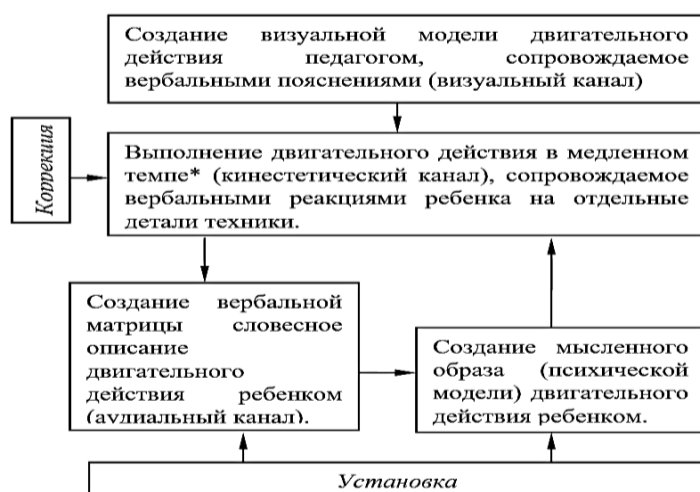 Создание визуальной модели двигательного
действия педагогом, сопровождаемое
вербальными пояснениями (визуальный канал)
Коррекция
Выполнение двигательного действия в медленном
темпе* (кинестетический канал), сопровождаемое
вербальными реакциями ребенка на отдельные
детали техники.
Создание вербальной
матрицы словесное
описание
двигательного
действия ребенком
(аудиальный канал).
Создание мысленного
образа (психической
модели) двигательного
действия ребенком.
Установка